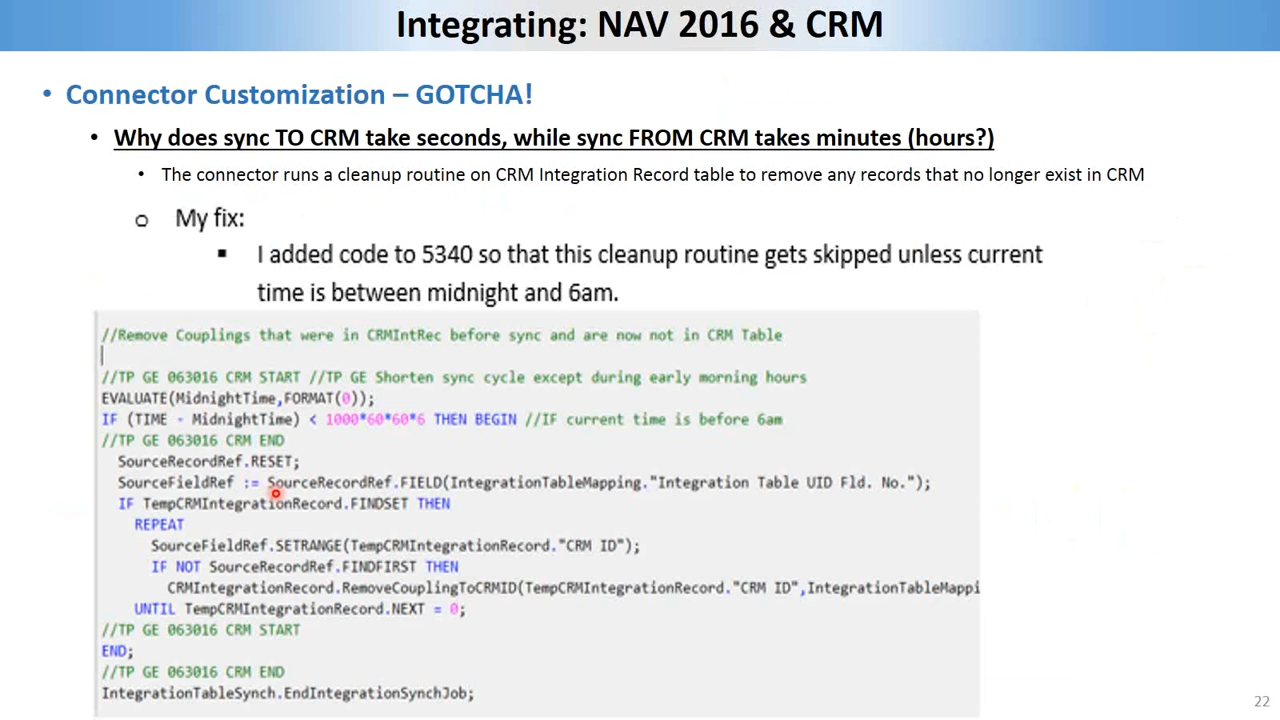 Integrating: NAV 2016 & CRM
• Connector Customization – GOTCHA!
• Why does sync TO CRM take seconds, while sync FROM CRM takes minutes (hours?)
• The connector runs a cleanup routine on CRM Integration Record table to remove any records that no longer exist in CRM
o My fix:
▪ I added code to 5340 so that this cleanup routine gets skipped unless current
time is between midnight and 6am.
//Remove Couplings that were in CRMIntRec before sync and are now not in CRM Table
//TP GE 063016 CRM START //TP GE Shorten sync cycle except during early morning hours
EVALUATE(MidnightTime,FORMAT(0));
IF (TIME - MidnightTime) < 1000*60*60*6 THEN BEGIN //IF current time is before 6am
//TP GE 063016 CRM END
SourceRecordRef.RESET;
SourceFieldRef := SourceRecordRef.FIELD(IntegrationTableMapping."Integration Table UID Fld. No.");
IF TempCRMIntegrationRecord.FINDSET THEN
REPEAT
SourceFieldRef.SETRANGE(TempCRMIntegrationRecord."CRM ID");
IF NOT SourceRecordRef.FINDFIRST THEN
CRMIntegrationRecord.RemoveCouplingToCRMID(TempCRMIntegrationRecord."CRM ID",IntegrationTableMappi
UNTIL TempCRMIntegrationRecord.NEXT = 0;
//TP GE 063016 CRM START
END;
//TP GE 063016 CRM END
IntegrationTableSynch.EndIntegrationSynchJob;
22